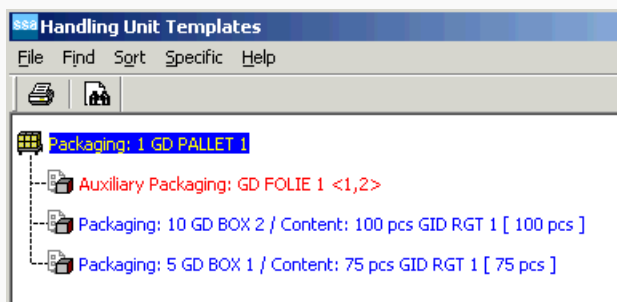 ssa Handling Unit Templates
File Find Sort Specific Help
Packaging: 1 GD PALLET 1
Auxiliary Packaging: GD FOLIE 1 <1,2>
Packaging: 10 GD BOX 2 / Content: 100 pcs GID RGT 1 [ 100 pcs ]
Packaging: 5 GD BOX 1 / Content: 75 pcs GID RGT 1 [ 75 pcs ]